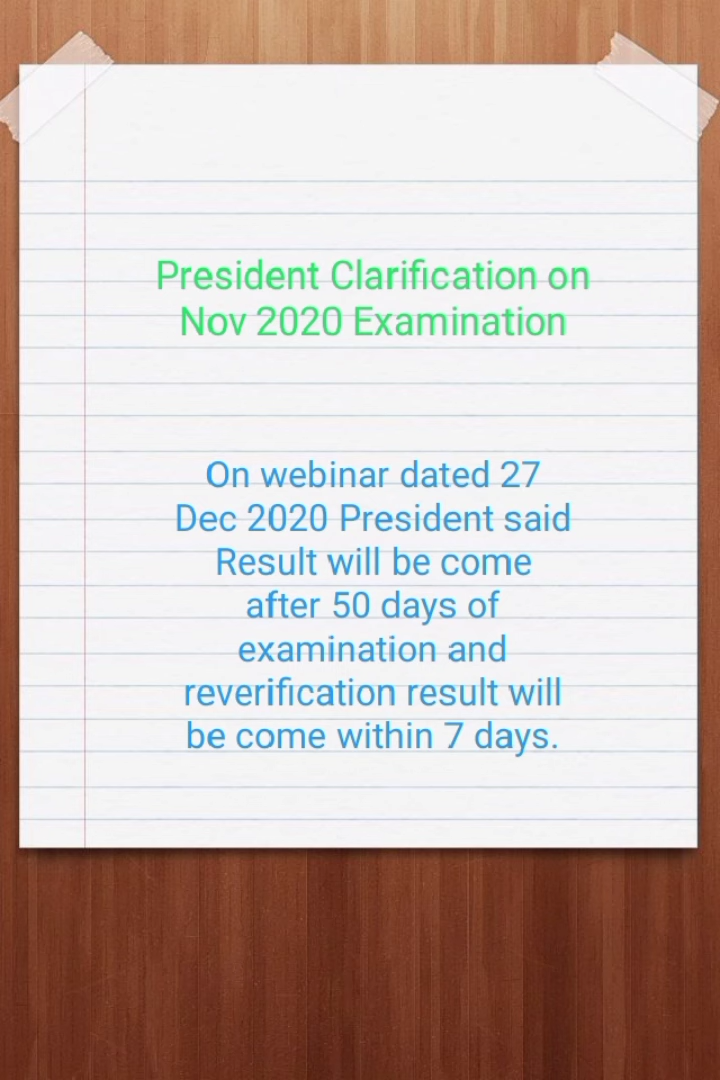 President Clarification on
Nov 2020 Examination
On webinar dated 27
Dec 2020 President said
Result will be come
after 50 days of
examination and
reverification result will
be come within 7 days.